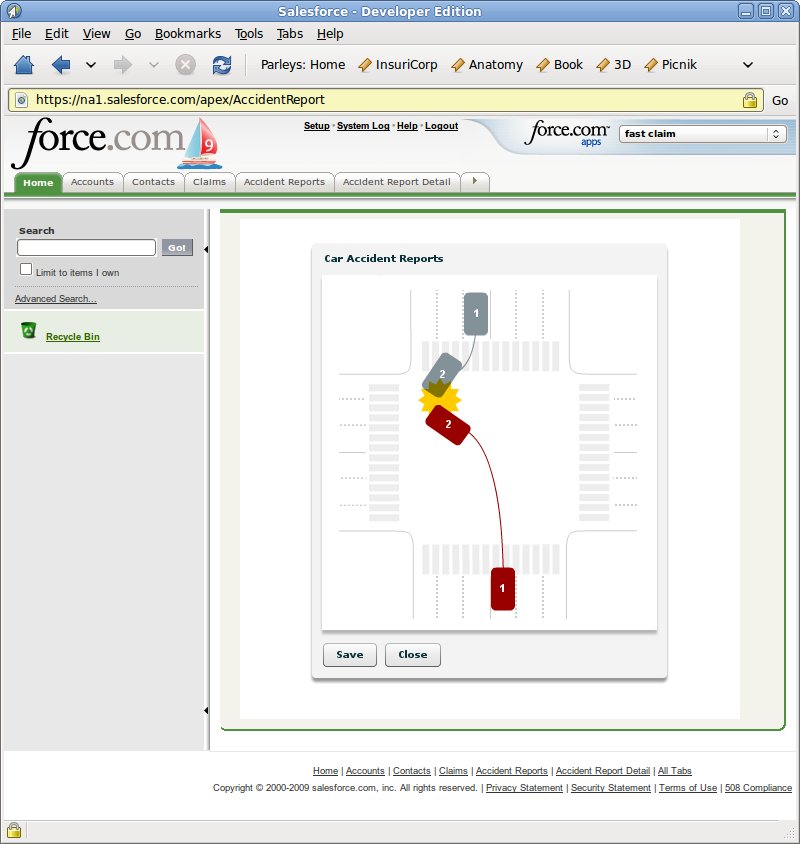 Salesforce - Developer Edition
File Edit View Go Bookmarks Tools Tabs Help
Parleys: Home InsuriCorp Anatomy Book 3D Picnik
https://na1.salesforce.com/apex/AccidentReport Go
Setup · System Log · Help · Logout
force.com 9
force.com™ apps
fast claim
Home Accounts Contacts Claims Accident Reports Accident Report Detail
Search
Go!
Limit to items I own
Advanced Search...
Recycle Bin
Car Accident Reports
1
2
2
1
Save Close
Home | Accounts | Contacts | Claims | Accident Reports | Accident Report Detail | All Tabs
Copyright © 2000-2009 salesforce.com, inc. All rights reserved. | Privacy Statement | Security Statement | Terms of Use | 508 Compliance